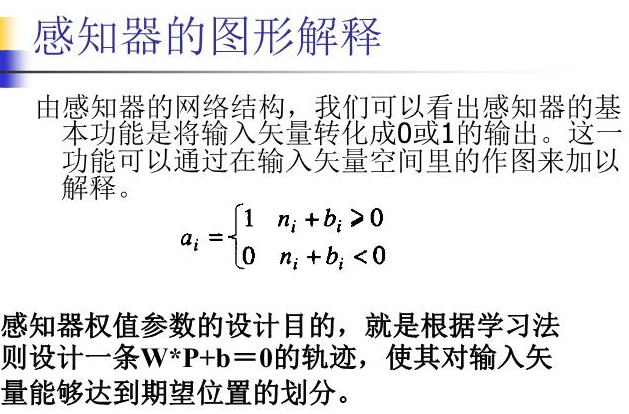 感知器的图形解释
由感知器的网络结构，我们可以看出感知器的基
本功能是将输入矢量转化成0或1的输出。这一
功能可以通过在输入矢量空间里的作图来加以
解释。
aᵢ = { 1 nᵢ + bᵢ ⩾ 0
0 nᵢ + bᵢ < 0
感知器权值参数的设计目的，就是根据学习法
则设计一条W*P+b＝0的轨迹，使其对输入矢
量能够达到期望位置的划分。